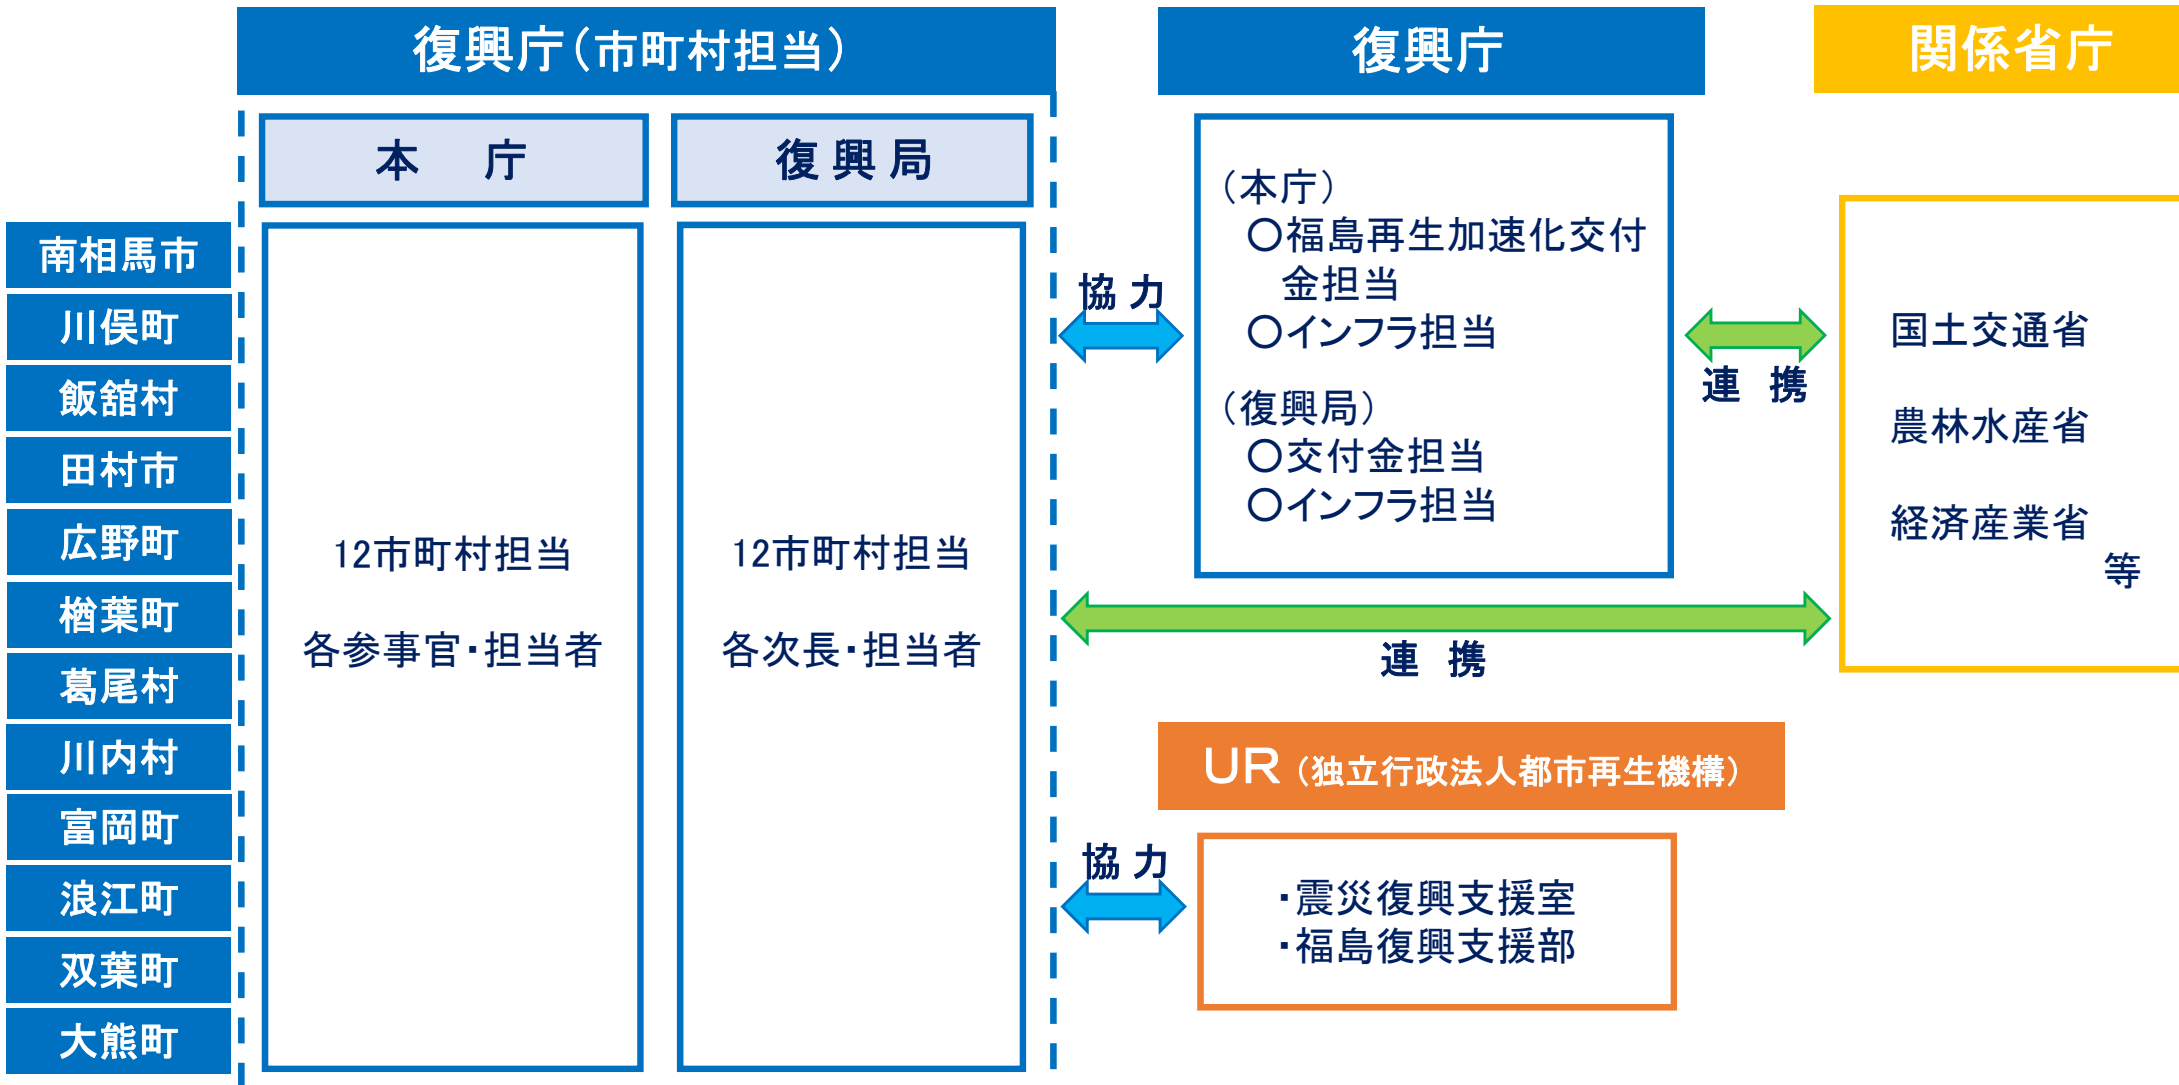 復興庁（市町村担当）
本　庁
復興局
南相馬市
川俣町
飯舘村
田村市
広野町
楢葉町
葛尾村
川内村
富岡町
浪江町
双葉町
大熊町
12市町村担当
各参事官・担当者
12市町村担当
各次長・担当者
協力
復興庁
（本庁）
〇福島再生加速化交付
金担当
〇インフラ担当
（復興局）
〇交付金担当
〇インフラ担当
連　携
関係省庁
国土交通省
農林水産省
経済産業省
等
連　携
UR（独立行政法人都市再生機構）
協力
・震災復興支援室
・福島復興支援部